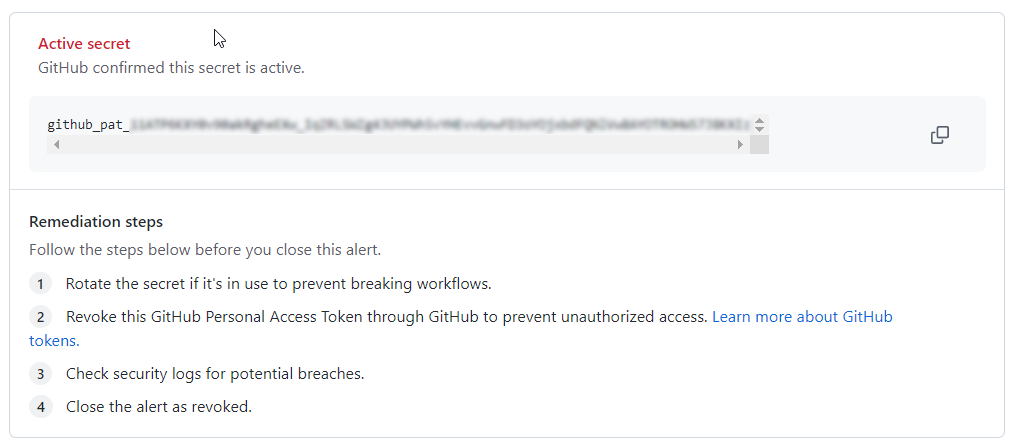 Active secret
GitHub confirmed this secret is active.
github_pat_
Remediation steps
Follow the steps below before you close this alert.
1 Rotate the secret if it's in use to prevent breaking workflows.
2 Revoke this GitHub Personal Access Token through GitHub to prevent unauthorized access. Learn more about GitHub
tokens.
3 Check security logs for potential breaches.
4 Close the alert as revoked.